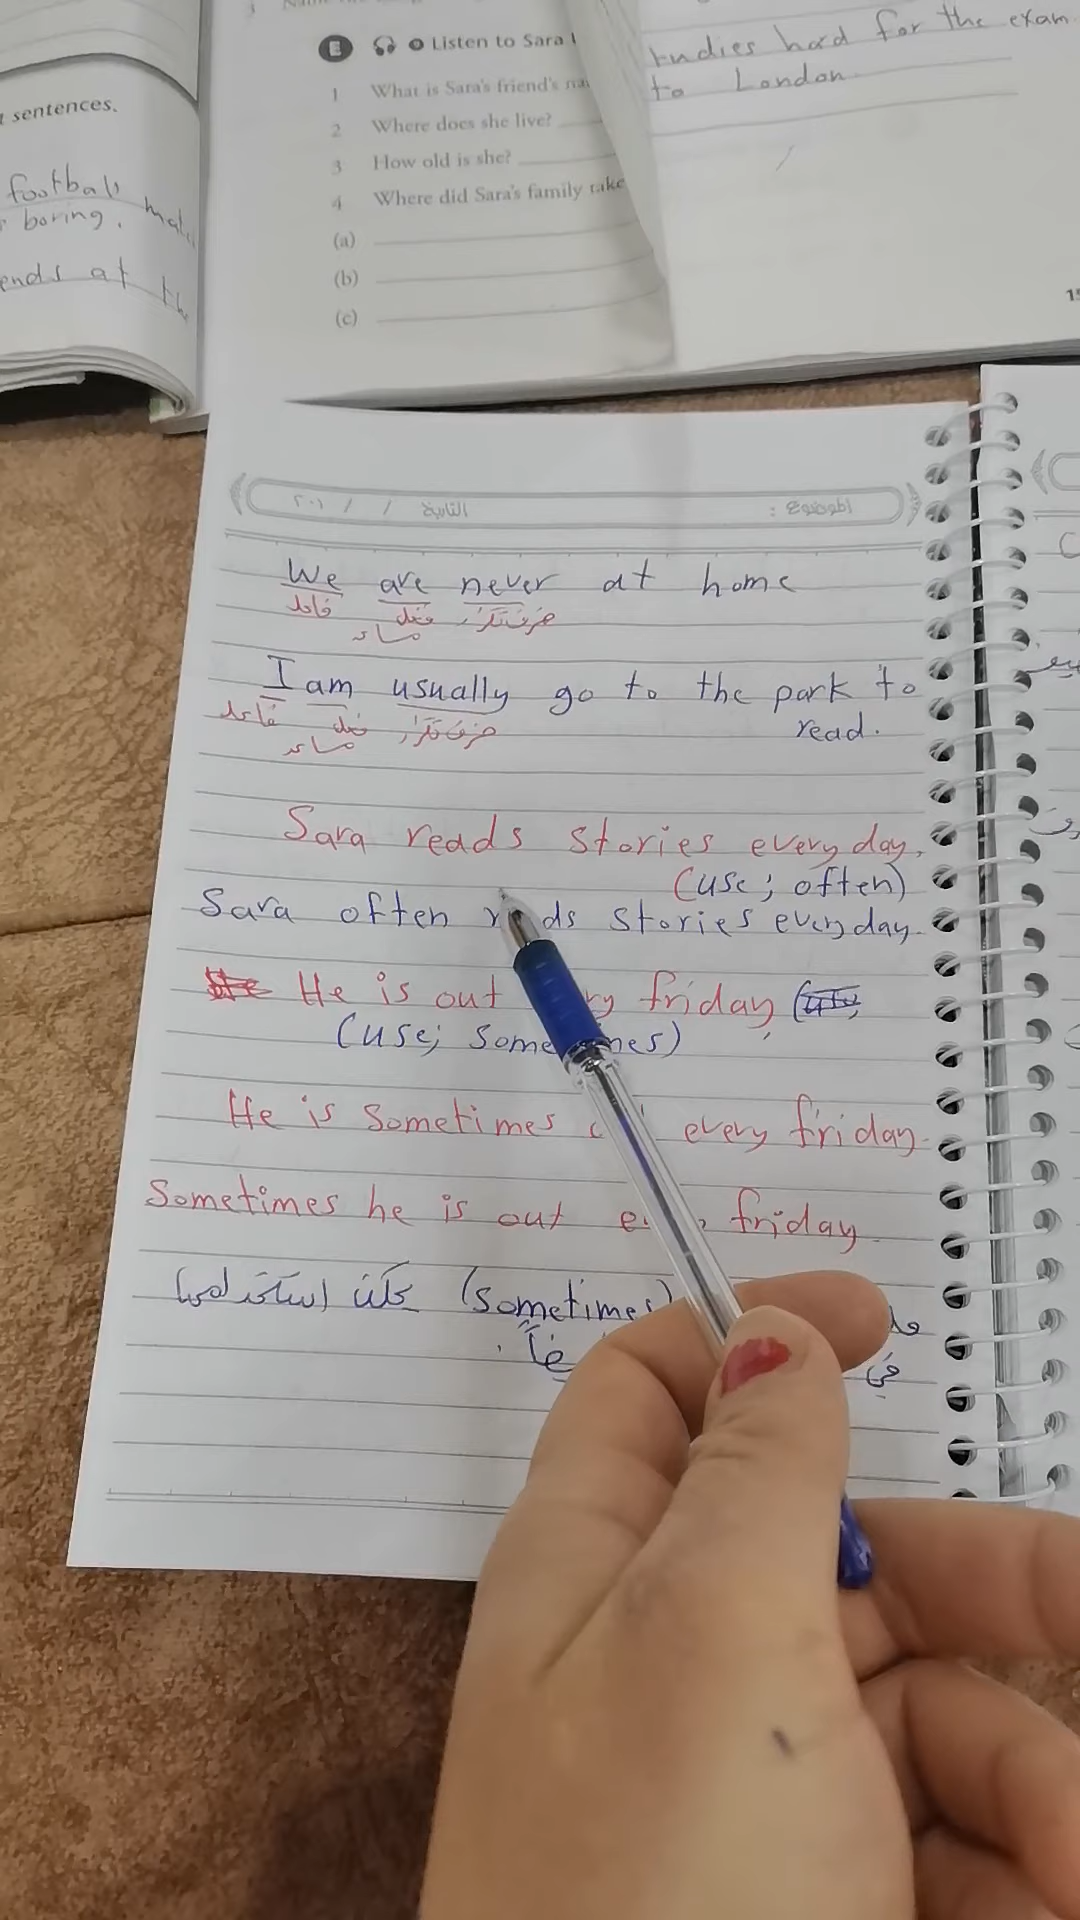 t sentences.
football
boring.
ends at the
Listen to Sara
1 What is Sara's friend's
2 Where does she live?
3 How old is she?
4 Where did Sara's family take
(a)
(b)
(c)
hard for the exam
to London
التاريخ / / ٢٠١
الموضوع :
We are never at home
فاعل
فعل
مساعد
I am usually go to the park to
read.
فاعل
فعل
مساعد
Sara reads stories every day.
(use; often)
Sara often stories every day.
He is out friday,
(use;
He is Sometimes every friday.
Sometimes he is out friday.
(sometimes)
في